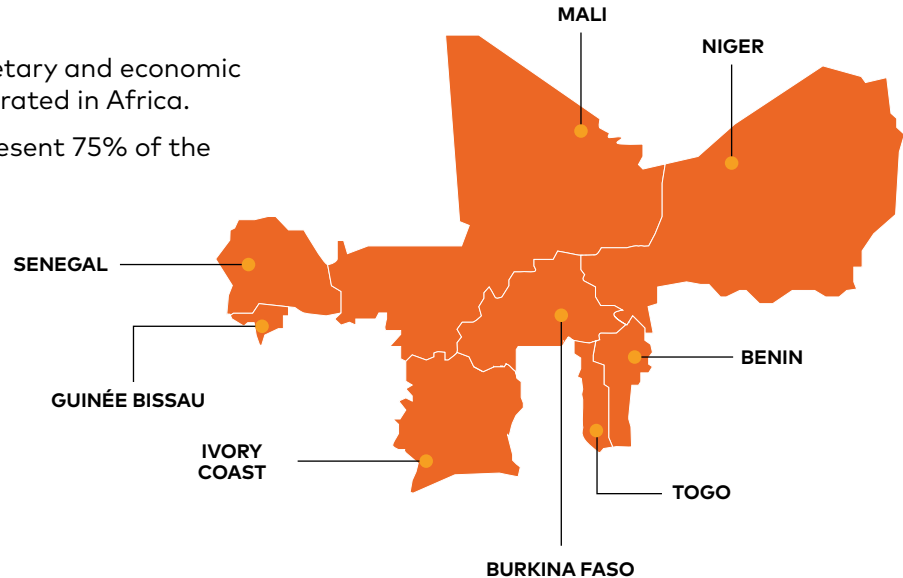 etary and economic
rated in Africa.
esent 75% of the
MALI
NIGER
SENEGAL
GUINÉE BISSAU
BENIN
IVORY
COAST
TOGO
BURKINA FASO